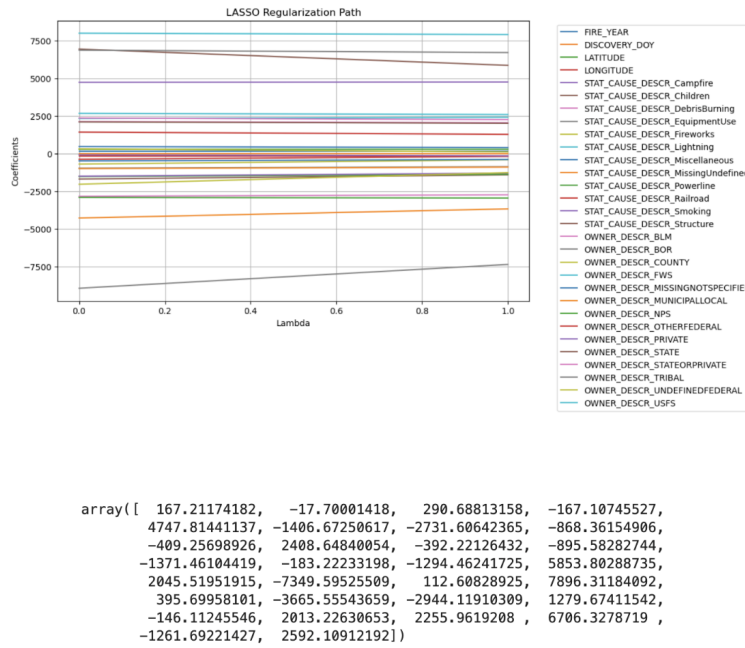 LASSO Regularization Path
7500
5000
2500
0
−2500
−5000
−7500
Coefficients
0.0
0.2
0.4
0.6
0.8
1.0
Lambda
FIRE_YEAR
DISCOVERY_DOY
LATITUDE
LONGITUDE
STAT_CAUSE_DESCR_Campfire
STAT_CAUSE_DESCR_Children
STAT_CAUSE_DESCR_DebrisBurning
STAT_CAUSE_DESCR_EquipmentUse
STAT_CAUSE_DESCR_Fireworks
STAT_CAUSE_DESCR_Lightning
STAT_CAUSE_DESCR_Miscellaneous
STAT_CAUSE_DESCR_MissingUndefined
STAT_CAUSE_DESCR_Powerline
STAT_CAUSE_DESCR_Railroad
STAT_CAUSE_DESCR_Smoking
STAT_CAUSE_DESCR_Structure
OWNER_DESCR_BLM
OWNER_DESCR_BOR
OWNER_DESCR_COUNTY
OWNER_DESCR_FWS
OWNER_DESCR_MISSINGNOTSPECIFIE
OWNER_DESCR_MUNICIPALLOCAL
OWNER_DESCR_NPS
OWNER_DESCR_OTHERFEDERAL
OWNER_DESCR_PRIVATE
OWNER_DESCR_STATE
OWNER_DESCR_STATEORPRIVATE
OWNER_DESCR_TRIBAL
OWNER_DESCR_UNDEFINEDFEDERAL
OWNER_DESCR_USFS
array([ 167.21174182, -17.70001418, 290.68813158, -167.10745527,
4747.81441137, -1406.67250617, -2731.60642365, -868.36154906,
-409.25698926, 2408.64840054, -392.22126432, -895.58282744,
-1371.46104419, -183.22233198, -1294.46241725, 5853.80288735,
2045.51951915, -7349.59525509, 112.60828925, 7896.31184092,
395.69958101, -3665.55543659, -2944.11910309, 1279.67411542,
-146.11245546, 2013.22630653, 2255.9619208 , 6706.3278719 ,
-1261.69221427, 2592.10912192])